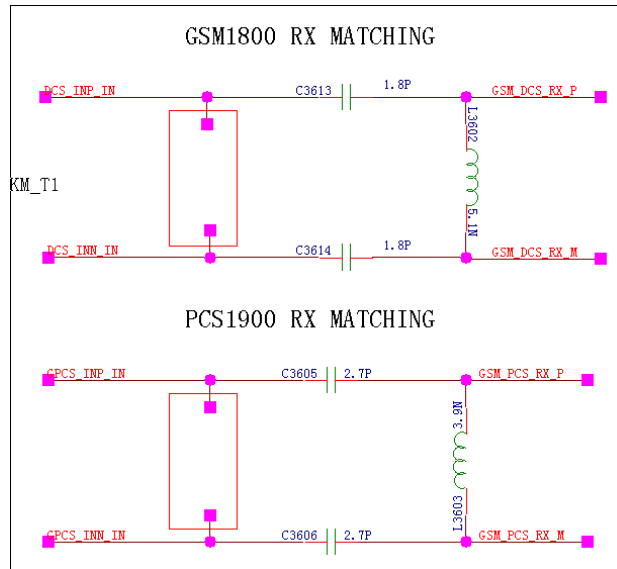 GSM1800 RX MATCHING
DCS_INP_IN
C3613
1.8P
GSM_DCS_RX_P
L3602
KM_T1
5.1N
DCS_INN_IN
C3614
1.8P
GSM_DCS_RX_M
PCS1900 RX MATCHING
GPCS_INP_IN
C3605
2.7P
GSM_PCS_RX_P
3.9N
L3603
GPCS_INN_IN
C3606
2.7P
GSM_PCS_RX_M